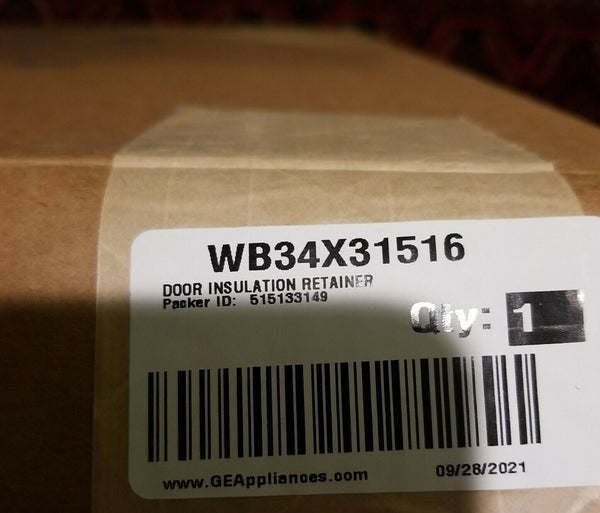 WB34X31516
DOOR INSULATION RETAINER
Packer ID: 515133149
Qty: 1
www.GEAppliances.com 09/28/2021